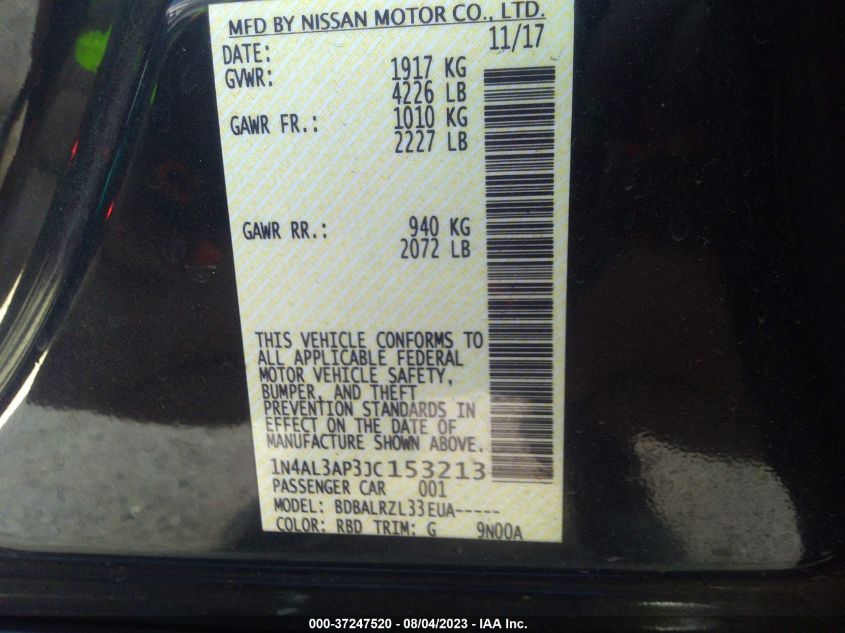 MFD BY NISSAN MOTOR CO., LTD.
DATE: 11/17
GVWR: 1917 KG
4226 LB
GAWR FR.: 1010 KG
2227 LB
GAWR RR.: 940 KG
2072 LB
THIS VEHICLE CONFORMS TO
ALL APPLICABLE FEDERAL
MOTOR VEHICLE SAFETY,
BUMPER, AND THEFT
PREVENTION STANDARDS IN
EFFECT ON THE DATE OF
MANUFACTURE SHOWN ABOVE.
1N4AL3AP3JC153213
PASSENGER CAR 001
MODEL: BDBALRZL33EUA-----
COLOR: RBD TRIM: G 9N00A
000-37247520 - 08/04/2023 - IAA Inc.